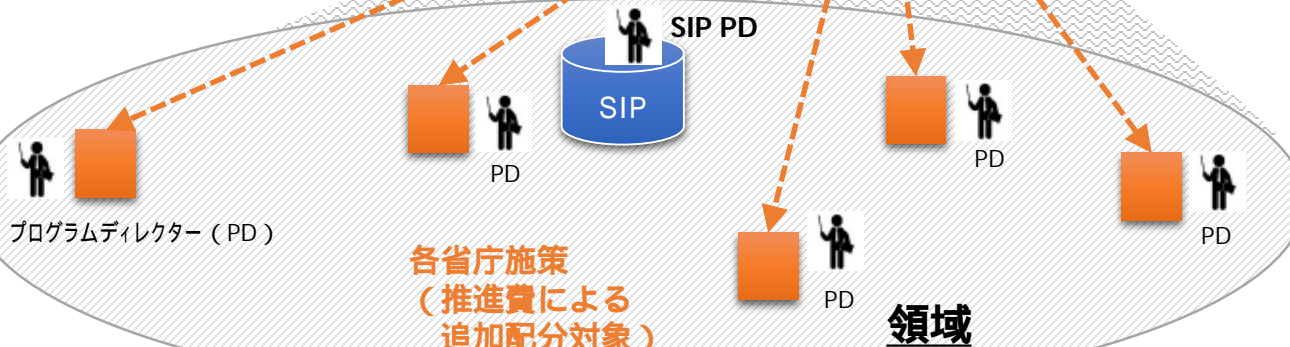 SIP PD
SIP
PD
PD
プログラムディレクター（PD）
PD
PD
各省庁施策
（推進費による
追加配分対象）
領域